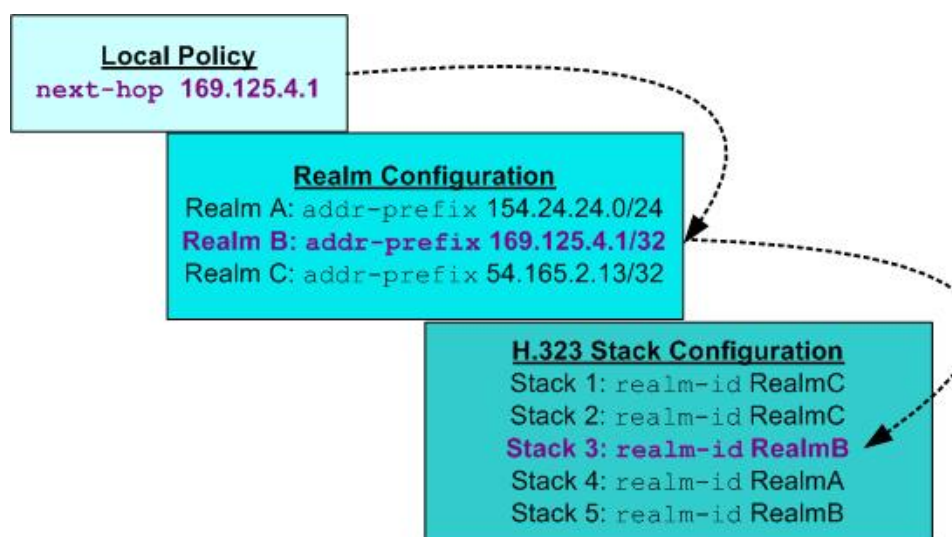 Local Policy
next-hop 169.125.4.1
Realm Configuration
Realm A: addr-prefix 154.24.24.0/24
Realm B: addr-prefix 169.125.4.1/32
Realm C: addr-prefix 54.165.2.13/32
H.323 Stack Configuration
Stack 1: realm-id RealmC
Stack 2: realm-id RealmC
Stack 3: realm-id RealmB
Stack 4: realm-id RealmA
Stack 5: realm-id RealmB